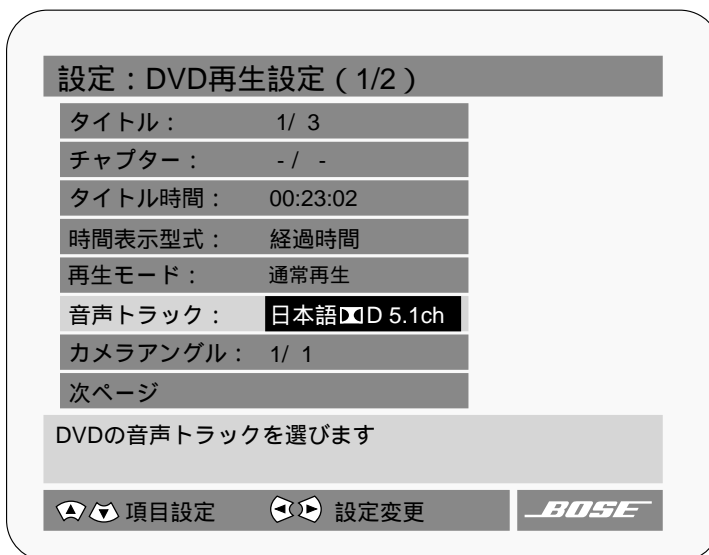 設定：DVD再生設定（1/2）
タイトル： 1/ 3
チャプター： - / -
タイトル時間： 00:23:02
時間表示型式： 経過時間
再生モード： 通常再生
音声トラック： 日本語 D 5.1ch
カメラアングル： 1/ 1
次ページ
DVDの音声トラックを選びます
項目設定 設定変更 BOSE